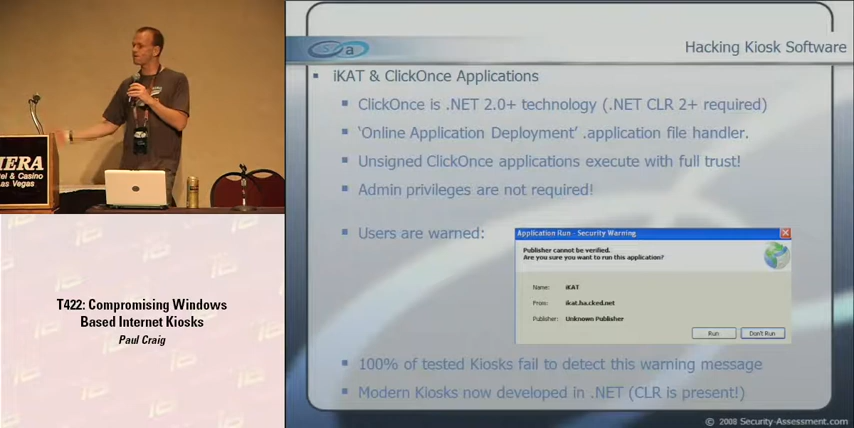 IERA
el & Casino
as Vegas
T422: Compromising Windows
Based Internet Kiosks
Paul Craig
sa
Hacking Kiosk Software
iKAT & ClickOnce Applications
ClickOnce is .NET 2.0+ technology (.NET CLR 2+ required)
‘Online Application Deployment’ .application file handler.
Unsigned ClickOnce applications execute with full trust!
Admin privileges are not required!
Users are warned:
Application Run - Security Warning
Publisher cannot be verified.
Are you sure you want to run this application?
Name: iKAT
From: ikat.ha.cked.net
Publisher: Unknown Publisher
Run Don't Run
100% of tested Kiosks fail to detect this warning message
Modern Kiosks now developed in .NET (CLR is present!)
© 2008 Security-Assessment.com